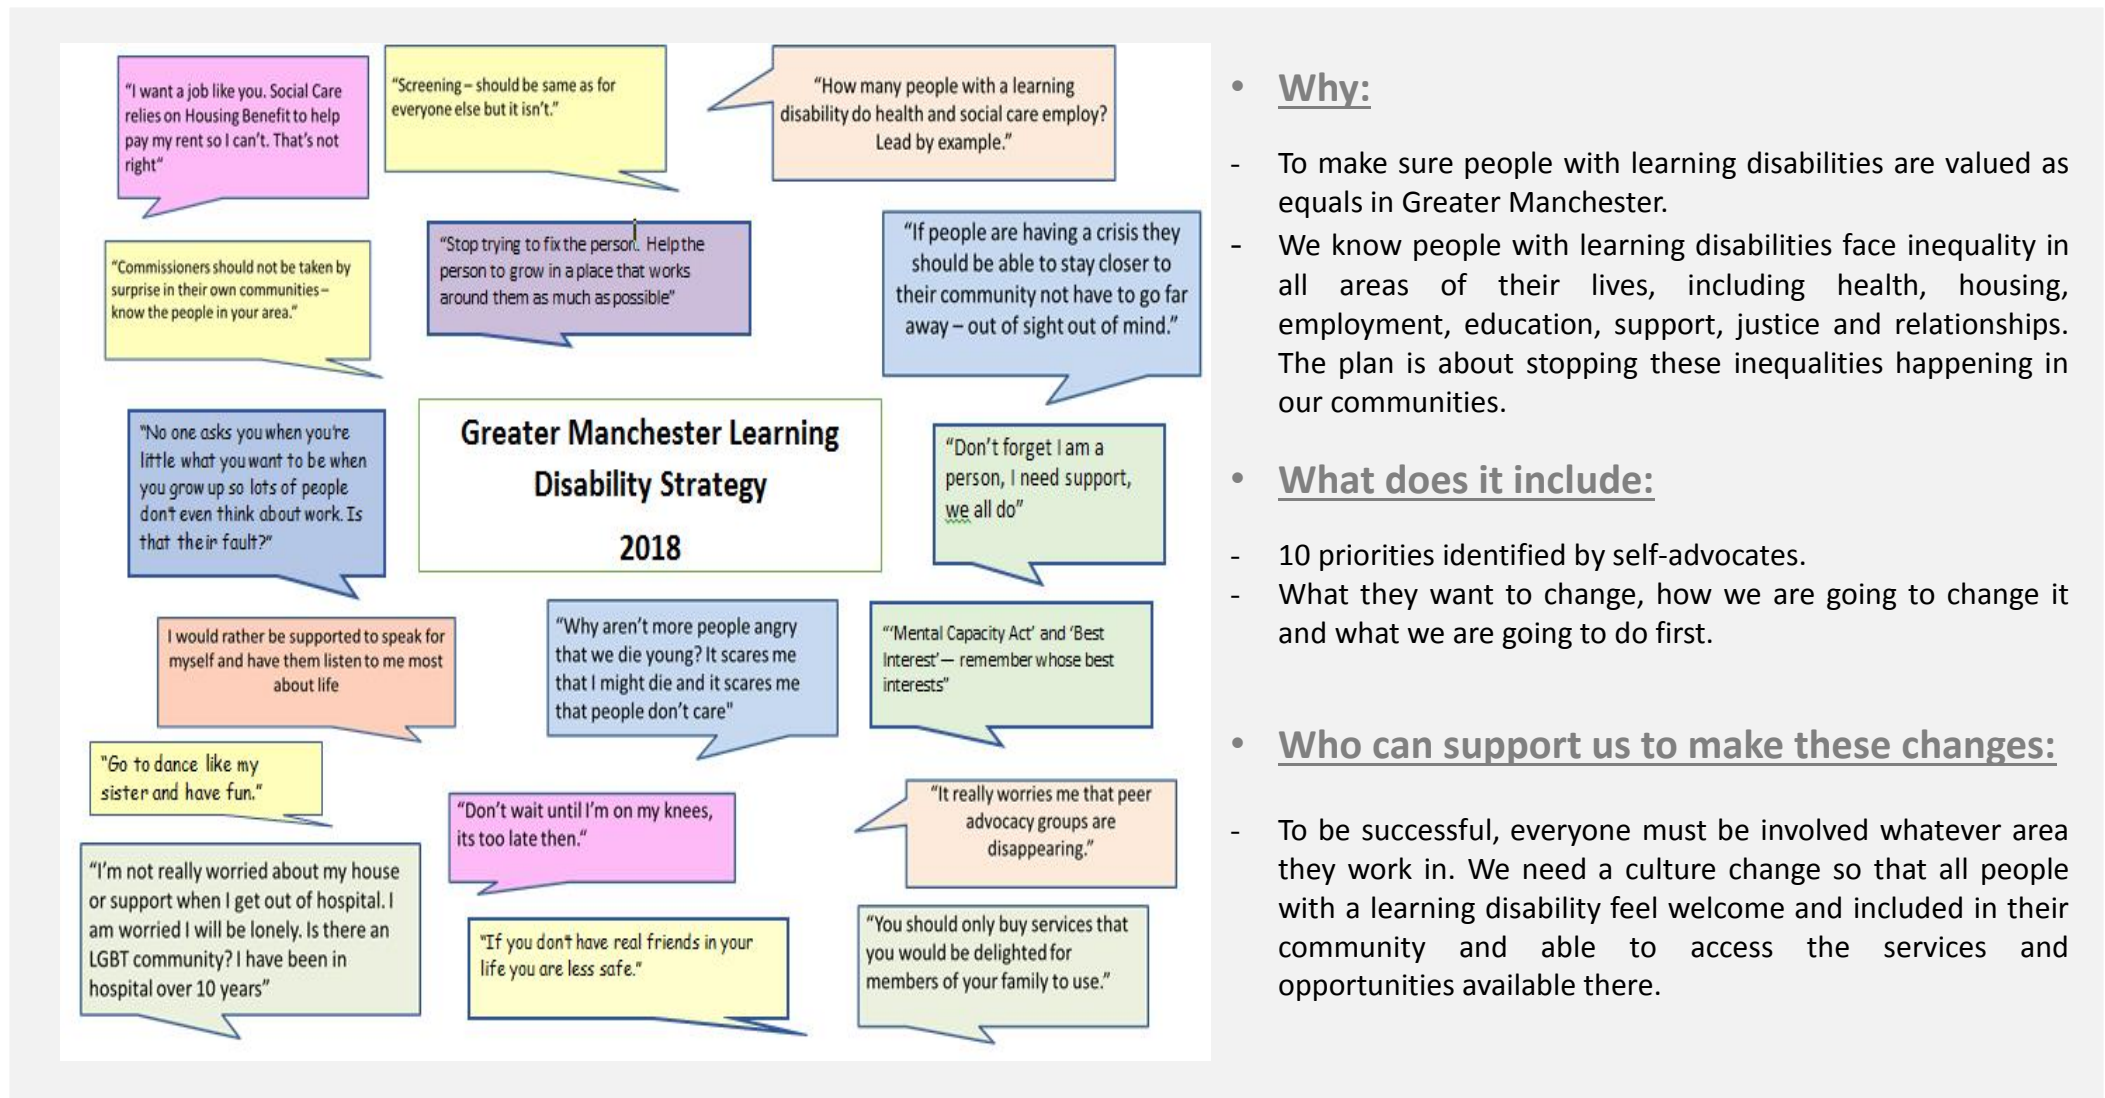 "I want a job like you. Social Care
relies on Housing Benefit to help
pay my rent so I can't. That's not
right"
"Screening – should be same as for
everyone else but it isn't."
"How many people with a learning
disability do health and social care employ?
Lead by example."
"Commissioners should not be taken by
surprise in their own communities –
know the people in your area."
"Stop trying to fix the person. Help the
person to grow in a place that works
around them as much as possible"
"If people are having a crisis they
should be able to stay closer to
their community not have to go far
away – out of sight out of mind."
"No one asks you when you're
little what you want to be when
you grow up so lots of people
don't even think about work. Is
that their fault?"
Greater Manchester Learning
Disability Strategy
2018
"Don't forget I am a
person, I need support,
we all do"
I would rather be supported to speak for
myself and have them listen to me most
about life
"Why aren't more people angry
that we die young? It scares me
that I might die and it scares me
that people don't care"
"'Mental Capacity Act' and 'Best
Interest'— remember whose best
interests"
"Go to dance like my
sister and have fun."
"Don't wait until I'm on my knees,
its too late then."
"It really worries me that peer
advocacy groups are
disappearing."
"I'm not really worried about my house
or support when I get out of hospital. I
am worried I will be lonely. Is there an
LGBT community? I have been in
hospital over 10 years"
"If you don't have real friends in your
life you are less safe."
"You should only buy services that
you would be delighted for
members of your family to use."
• Why:
- To make sure people with learning disabilities are valued as
equals in Greater Manchester.
- We know people with learning disabilities face inequality in
all areas of their lives, including health, housing,
employment, education, support, justice and relationships.
The plan is about stopping these inequalities happening in
our communities.
• What does it include:
- 10 priorities identified by self-advocates.
- What they want to change, how we are going to change it
and what we are going to do first.
• Who can support us to make these changes:
- To be successful, everyone must be involved whatever area
they work in. We need a culture change so that all people
with a learning disability feel welcome and included in their
community and able to access the services and
opportunities available there.